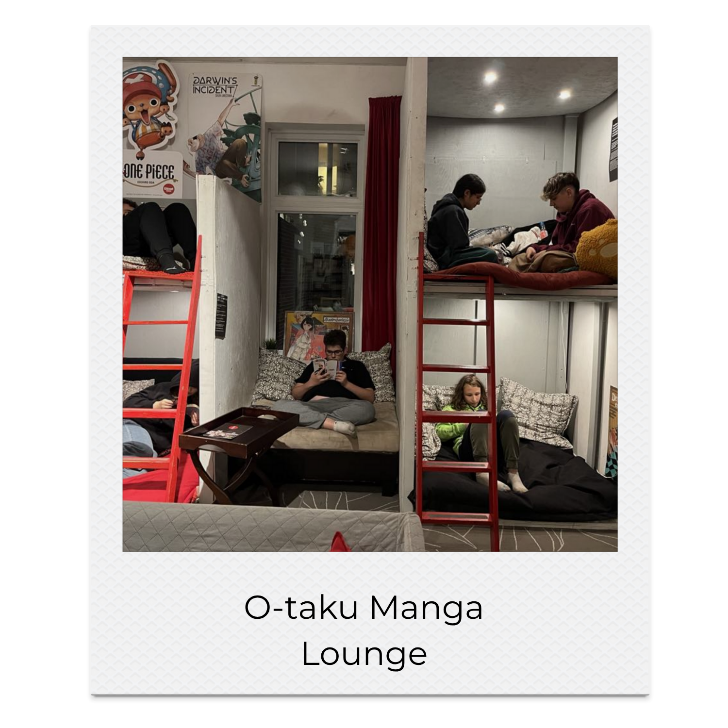 DARWIN'S
INCIDENT
ONE PIECE
O-taku Manga
Lounge